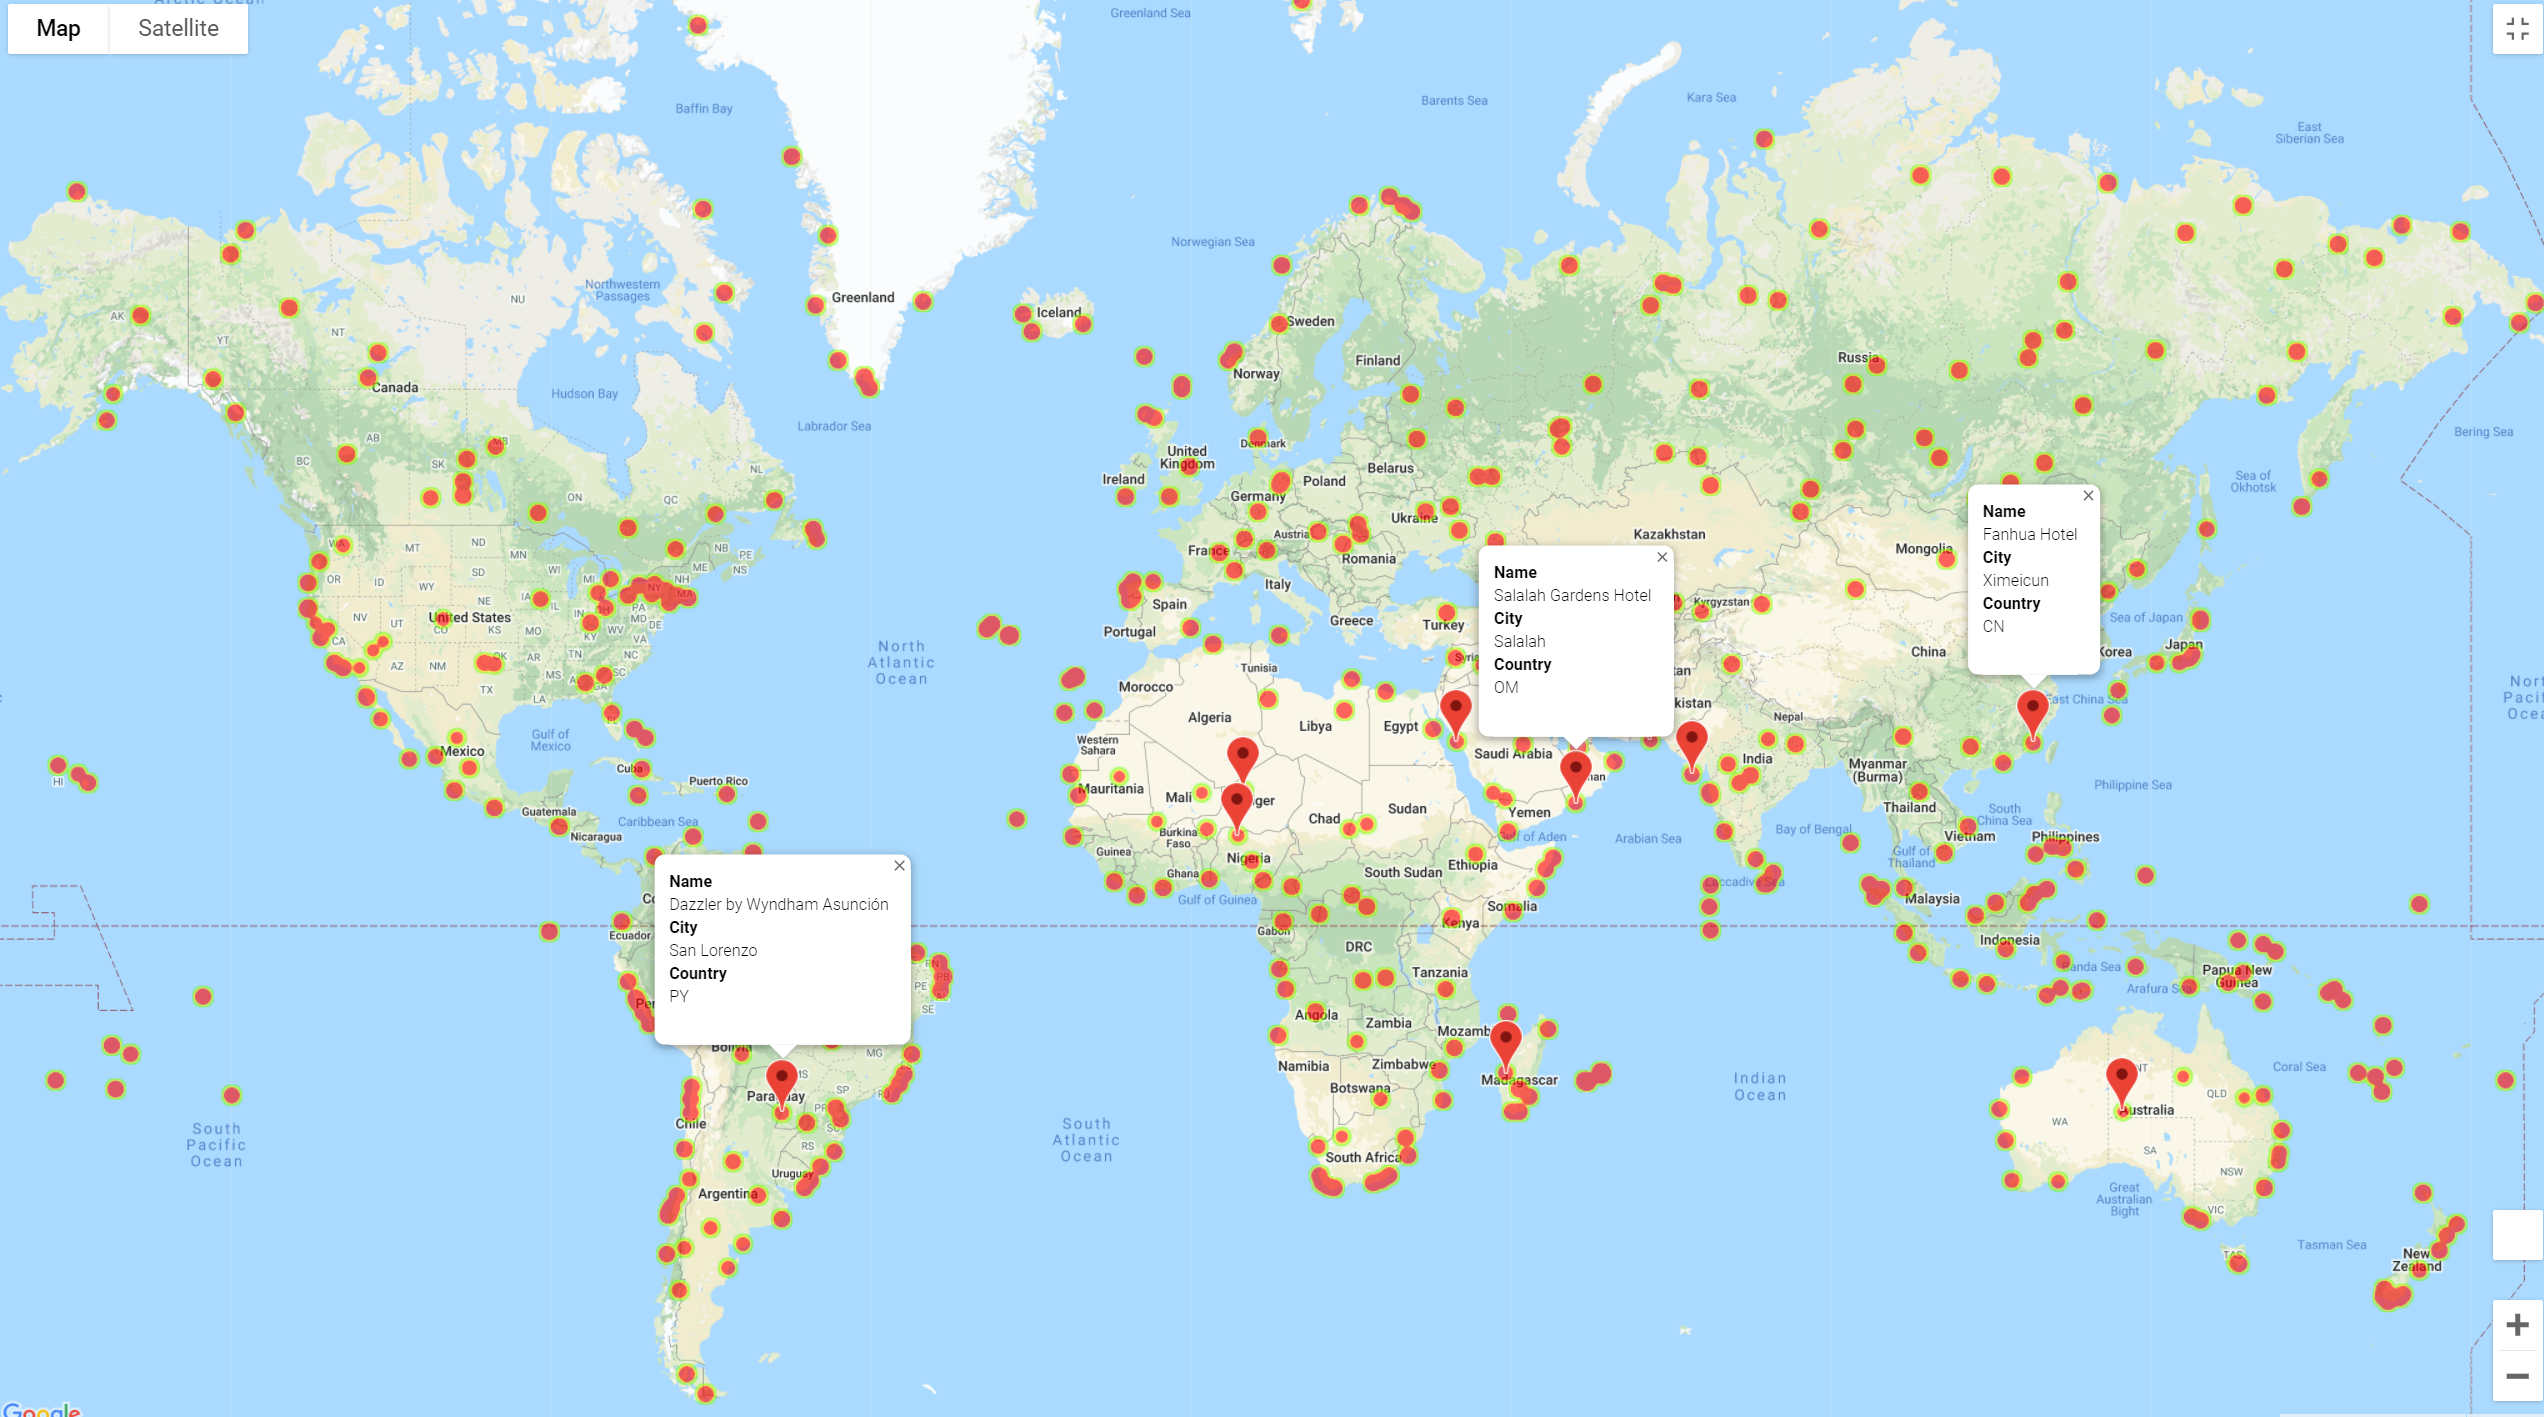 Map
Satellite
Arctic Ocean
Greenland Sea
Baffin Bay
Barents Sea
Kara Sea
East
Siberian Sea
Norwegian Sea
Northwestern
Passages
Greenland
Iceland
NU
AK
YT
NT
Sweden
Finland
Norway
Russia
Canada
Hudson Bay
Labrador Sea
Bering Sea
Sea of
Okhotsk
BC
AB
SK
MB
ON
QC
NL
NB
PE
NS
Denmark
United
Kingdom
Ireland
Belarus
Poland
Germany
Ukraine
Austria
France
Romania
Italy
Spain
Portugal
Greece
Turkey
Kazakhstan
Kyrgyzstan
Mongolia
China
Japan
Sea of Japan
Korea
East China Sea
WA
MT
ND
MN
OR
ID
WY
SD
WI
MI
NY
NH
MA
ME
IA
NE
NV
UT
CO
KS
IL
IN
OH
PA
MD
DE
KY
WV
VA
CA
AZ
NM
OK
AR
TN
NC
SC
MS
AL
GA
TX
LA
FL
United States
North
Atlantic
Ocean
Gulf of
Mexico
Mexico
Cuba
Puerto Rico
Guatemala
Nicaragua
Caribbean Sea
HI
Ecuador
Name
Dazzler by Wyndham Asunción
City
San Lorenzo
Country
PY
Name
Salalah Gardens Hotel
City
Salalah
Country
OM
Name
Fanhua Hotel
City
Ximeicun
Country
CN
Morocco
Tunisia
Algeria
Libya
Egypt
Western
Sahara
Mauritania
Mali
Chad
Sudan
Burkina
Faso
Guinea
Ghana
Nigeria
Gulf of Guinea
South Sudan
Ethiopia
Somalia
Kenya
Gabon
DRC
Tanzania
Angola
Zambia
Zimbabwe
Namibia
Botswana
Madagascar
South Africa
Saudi Arabia
Yemen
Gulf of Aden
Arabian Sea
India
Nepal
Myanmar
(Burma)
Thailand
Vietnam
Bay of Bengal
Gulf of
Thailand
South
China Sea
Philippine Sea
Philippines
Laccadive Sea
Malaysia
Indonesia
Banda Sea
Arafura Sea
Papua New
Guinea
Coral Sea
Indian
Ocean
Australia
NT
QLD
WA
SA
NSW
VIC
TAS
Great
Australian
Bight
Tasman Sea
New
Zealand
South
Pacific
Ocean
South
Atlantic
Ocean
RN
PB
PE
AL
SE
MG
ES
RJ
SP
MS
PR
SC
RS
Bolivia
Paraguay
Chile
Uruguay
Argentina
Google